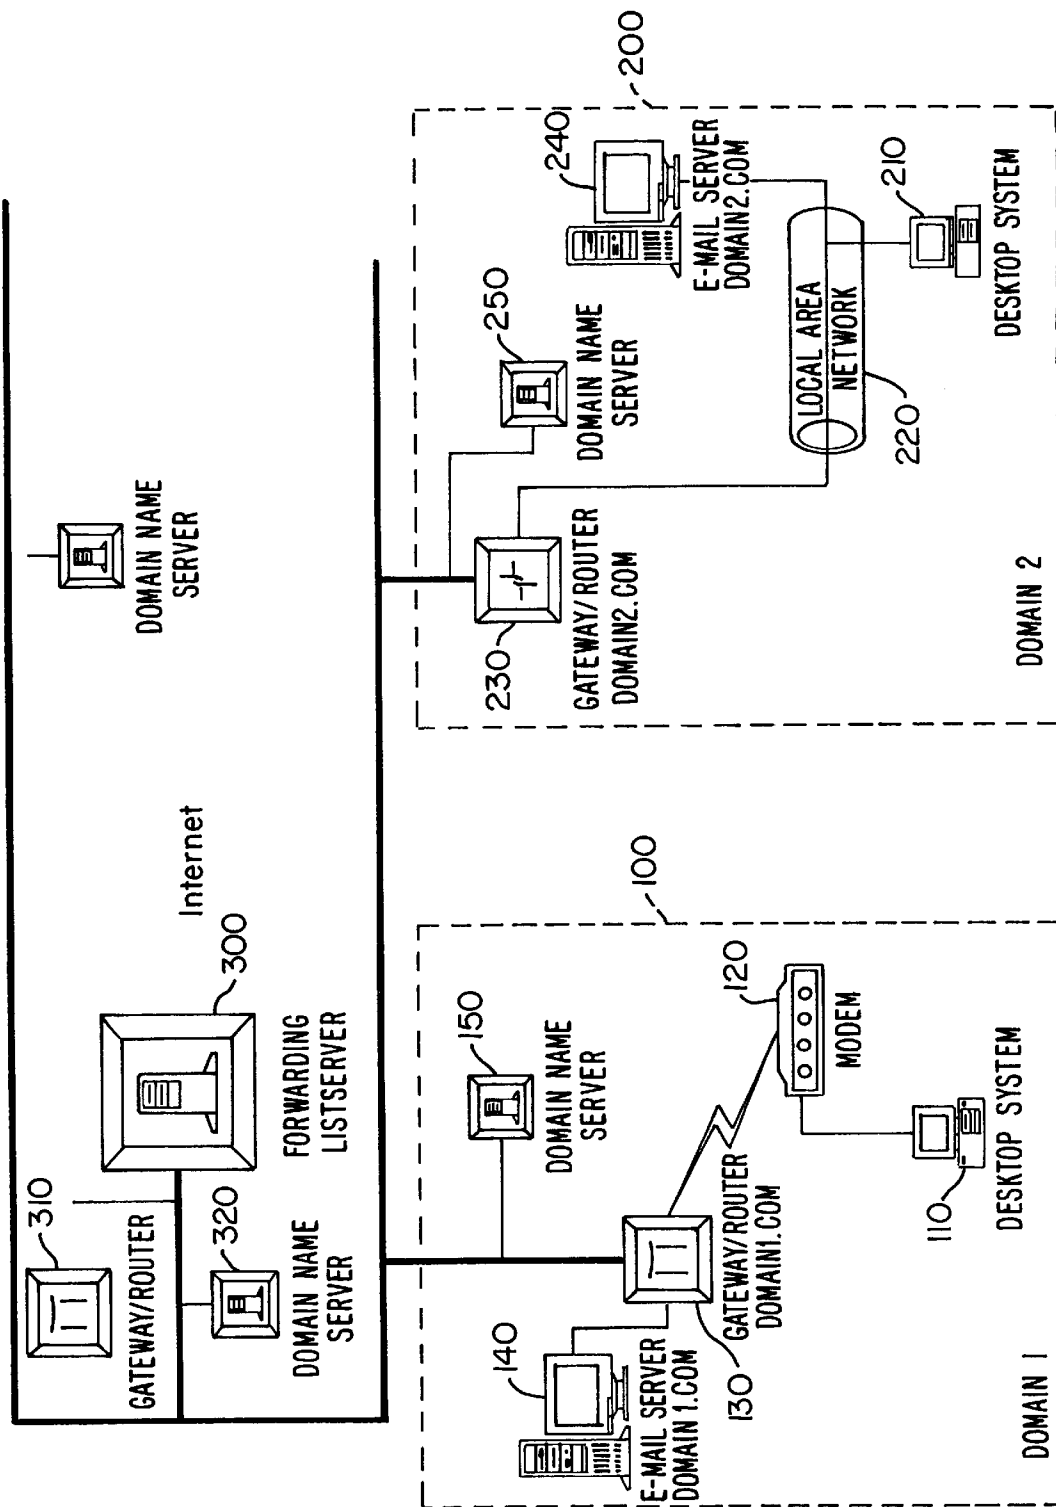 310
GATEWAY/ROUTER
320
DOMAIN NAME
SERVER
300
FORWARDING
LISTSERVER
Internet
DOMAIN NAME
SERVER
100
140
E-MAIL SERVER
DOMAIN 1.COM
150
DOMAIN NAME
SERVER
130
GATEWAY/ROUTER
DOMAIN1.COM
120
MODEM
110
DESKTOP SYSTEM
DOMAIN 1
200
230
GATEWAY/ROUTER
DOMAIN2.COM
250
DOMAIN NAME
SERVER
240
E-MAIL SERVER
DOMAIN2.COM
LOCAL AREA
NETWORK
220
210
DESKTOP SYSTEM
DOMAIN 2